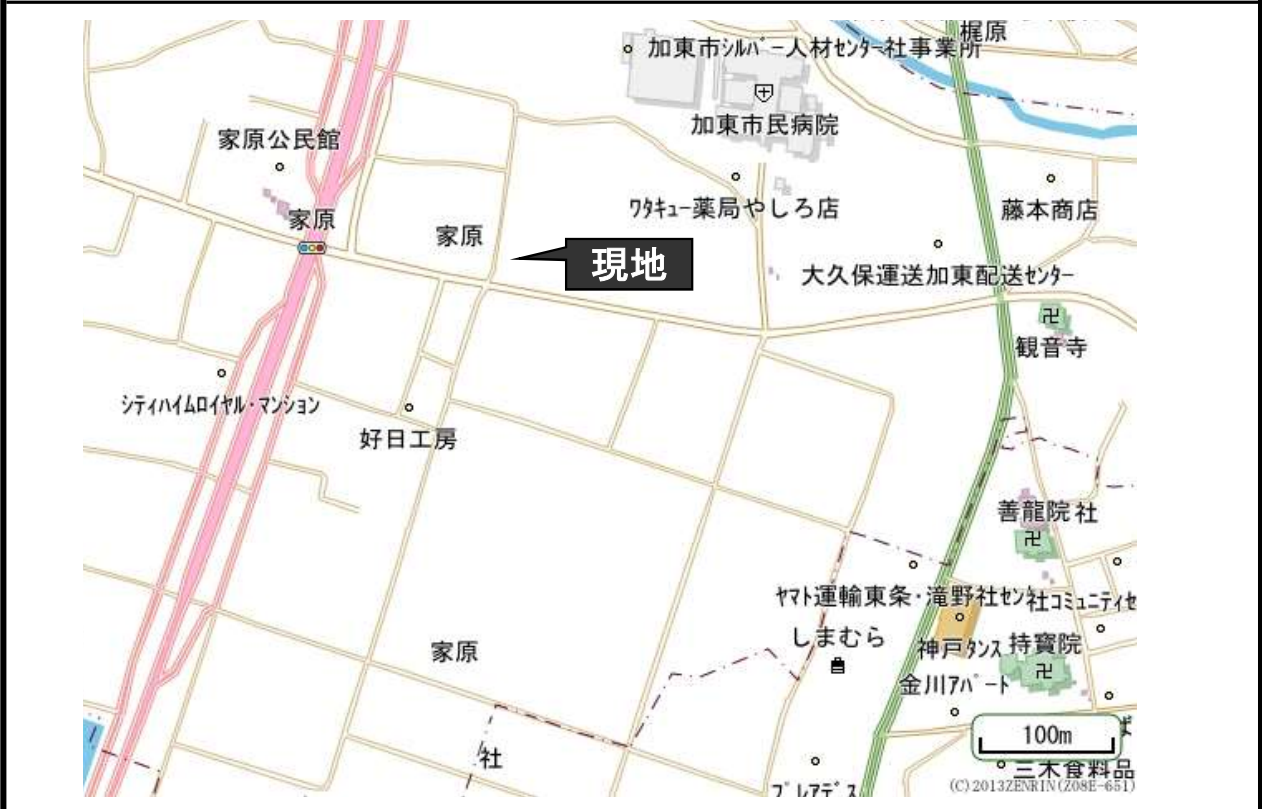 梶原
加東市シルバー人材センター社事業所
加東市民病院
家原公民館
ワタキュー薬局やしろ店
藤本商店
家原
家原
現地
大久保運送加東配送センター
卍
観音寺
シティハイムロイヤル・マンション
好日工房
善龍院
社
卍
ヤマト運輸東条・滝野社セン
社コミュニティセ
しまむら
家原
神戸タンス
持寳院
卍
金川アパート
100m
ば
社
三木食料品
プレアデス
(C)2013ZENRIN(Z08E-651)